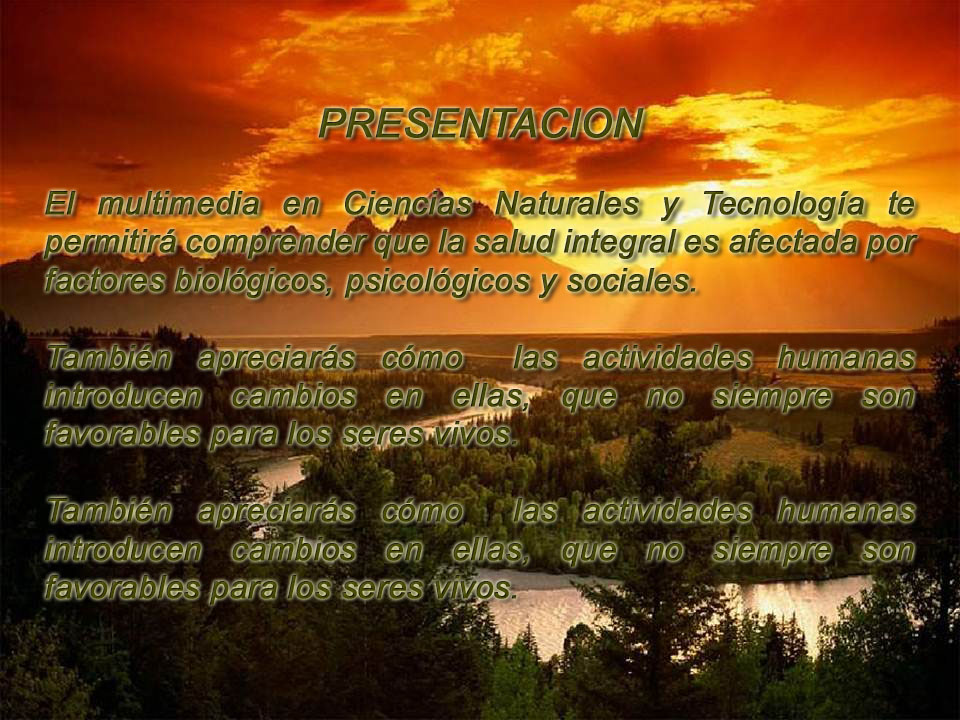 PRESENTACION
El multimedia en Ciencias Naturales y Tecnología te
permitirá comprender que la salud integral es afectada por
factores biológicos, psicológicos y sociales.
También apreciarás cómo las actividades humanas
introducen cambios en ellas, que no siempre son
favorables para los seres vivos.
También apreciarás cómo las actividades humanas
introducen cambios en ellas, que no siempre son
favorables para los seres vivos.